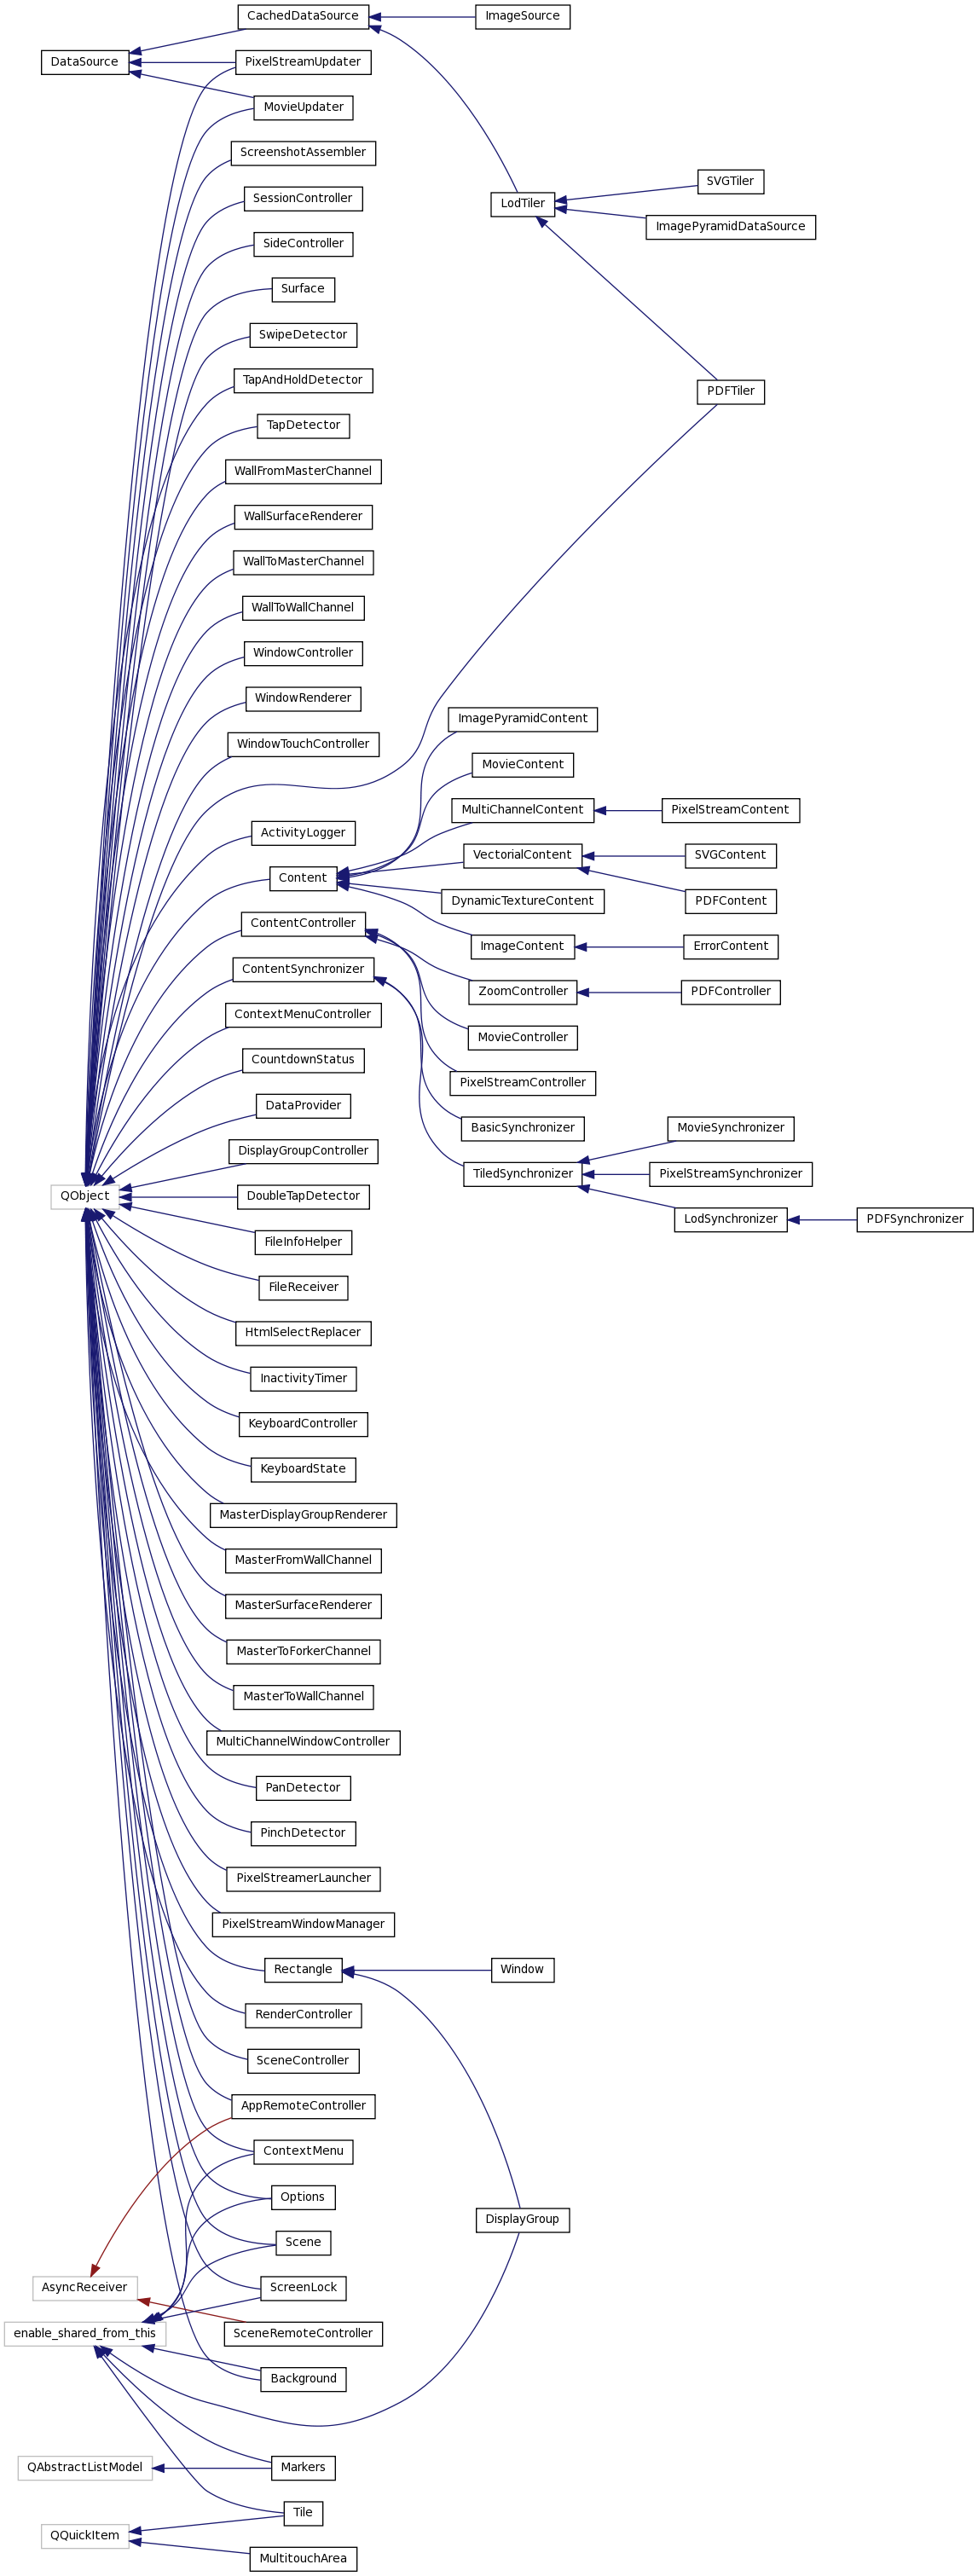 CachedDataSource
ImageSource
DataSource
PixelStreamUpdater
MovieUpdater
ScreenshotAssembler
SVGTiler
SessionController
LodTiler
ImagePyramidDataSource
SideController
Surface
SwipeDetector
TapAndHoldDetector
PDFTiler
TapDetector
WallFromMasterChannel
WallSurfaceRenderer
WallToMasterChannel
WallToWallChannel
WindowController
WindowRenderer
ImagePyramidContent
WindowTouchController
MovieContent
MultiChannelContent
PixelStreamContent
ActivityLogger
VectorialContent
SVGContent
Content
DynamicTextureContent
PDFContent
ContentController
ImageContent
ErrorContent
ContentSynchronizer
ZoomController
PDFController
ContextMenuController
MovieController
CountdownStatus
PixelStreamController
DataProvider
BasicSynchronizer
MovieSynchronizer
DisplayGroupController
TiledSynchronizer
PixelStreamSynchronizer
QObject
DoubleTapDetector
LodSynchronizer
PDFSynchronizer
FileInfoHelper
FileReceiver
HtmlSelectReplacer
InactivityTimer
KeyboardController
KeyboardState
MasterDisplayGroupRenderer
MasterFromWallChannel
MasterSurfaceRenderer
MasterToForkerChannel
MasterToWallChannel
MultiChannelWindowController
PanDetector
PinchDetector
PixelStreamerLauncher
PixelStreamWindowManager
Rectangle
Window
RenderController
SceneController
AppRemoteController
ContextMenu
Options
DisplayGroup
Scene
AsyncReceiver
ScreenLock
enable_shared_from_this
SceneRemoteController
Background
QAbstractListModel
Markers
Tile
QQuickItem
MultitouchArea